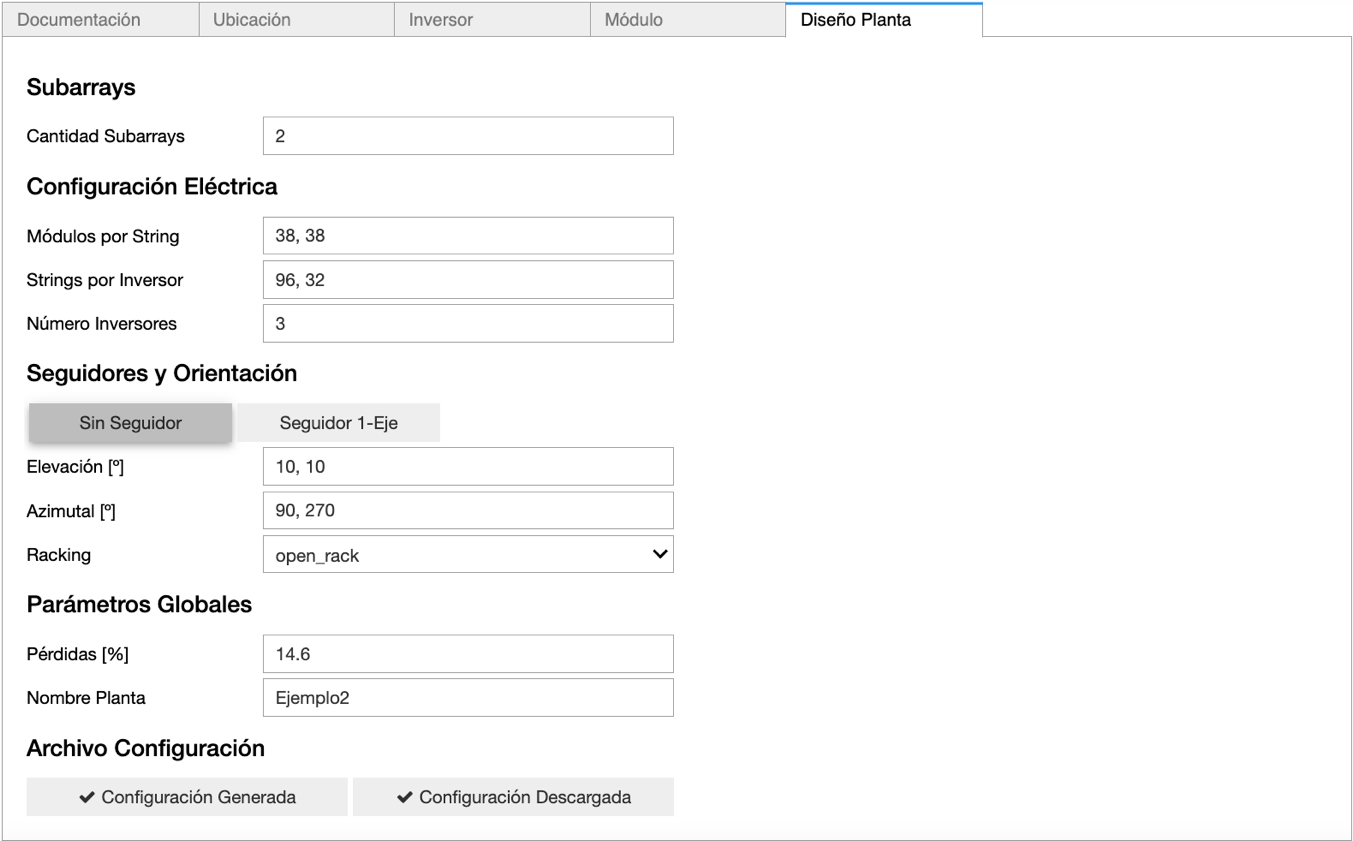 Documentación Ubicación Inversor Módulo Diseño Planta
Subarrays
Cantidad Subarrays 2
Configuración Eléctrica
Módulos por String 38, 38
Strings por Inversor 96, 32
Número Inversores 3
Seguidores y Orientación
Sin Seguidor Seguidor 1-Eje
Elevación [º] 10, 10
Azimutal [º] 90, 270
Racking open_rack
Parámetros Globales
Pérdidas [%] 14.6
Nombre Planta Ejemplo2
Archivo Configuración
✔ Configuración Generada ✔ Configuración Descargada